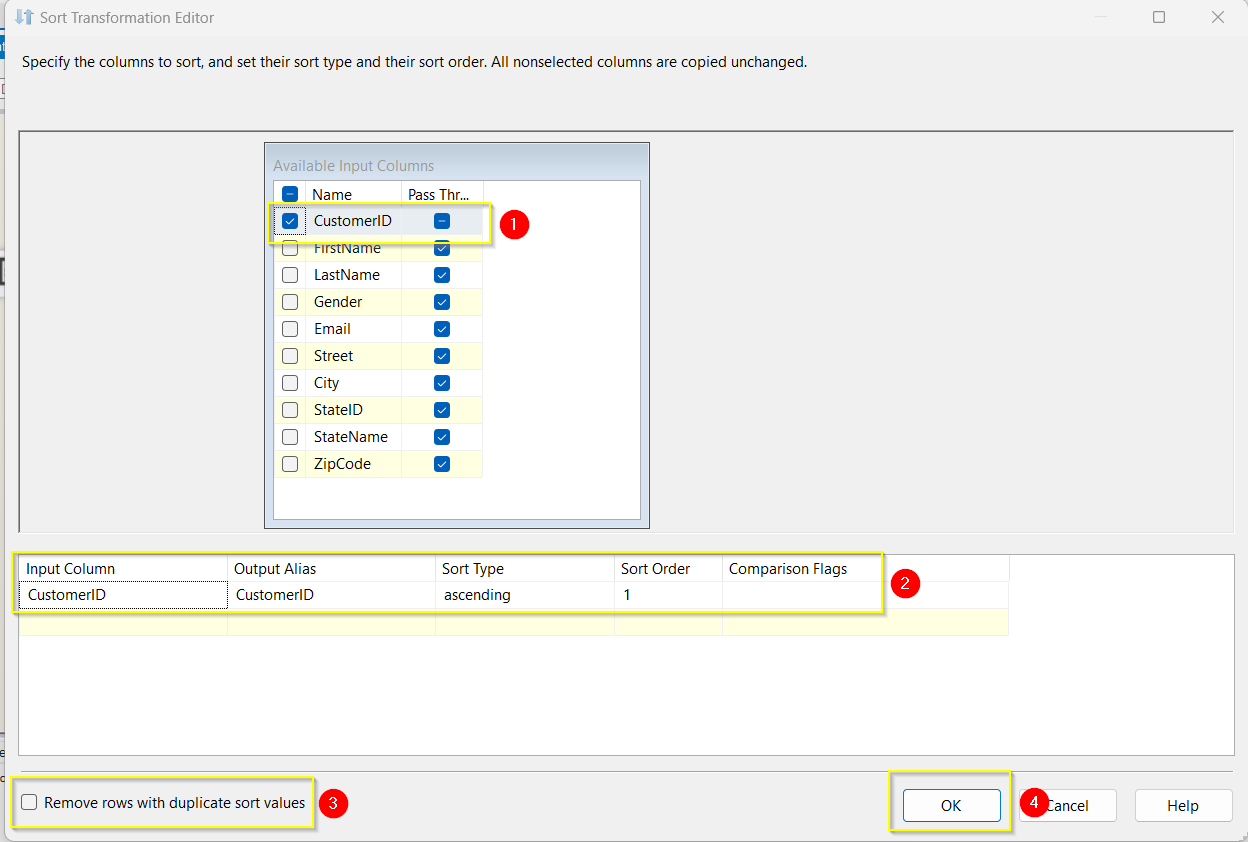 Sort Transformation Editor
Specify the columns to sort, and set their sort type and their sort order. All nonselected columns are copied unchanged.
Available Input Columns
Name Pass Thr...
CustomerID
1
FirstName
LastName
Gender
Email
Street
City
StateID
StateName
ZipCode
Input Column Output Alias Sort Type Sort Order Comparison Flags
CustomerID CustomerID ascending 1
2
Remove rows with duplicate sort values
3
OK
4
Cancel
Help